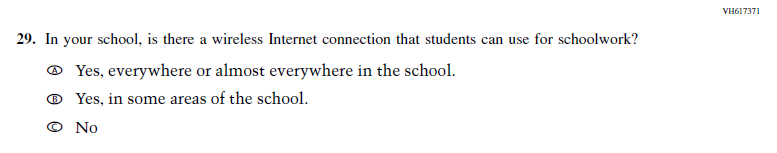 VH617371
29. In your school, is there a wireless Internet connection that students can use for schoolwork?
A Yes, everywhere or almost everywhere in the school.
B Yes, in some areas of the school.
C No